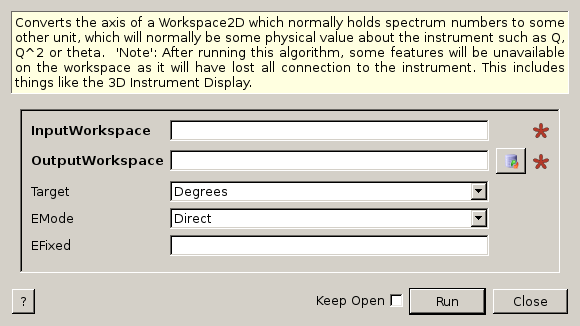 Converts the axis of a Workspace2D which normally holds spectrum numbers to some
other unit, which will normally be some physical value about the instrument such as Q,
Q^2 or theta.  'Note': After running this algorithm, some features will be unavailable
on the workspace as it will have lost all connection to the instrument. This includes
things like the 3D Instrument Display.
InputWorkspace
OutputWorkspace
Target Degrees
EMode Direct
EFixed
? Keep Open Run Close